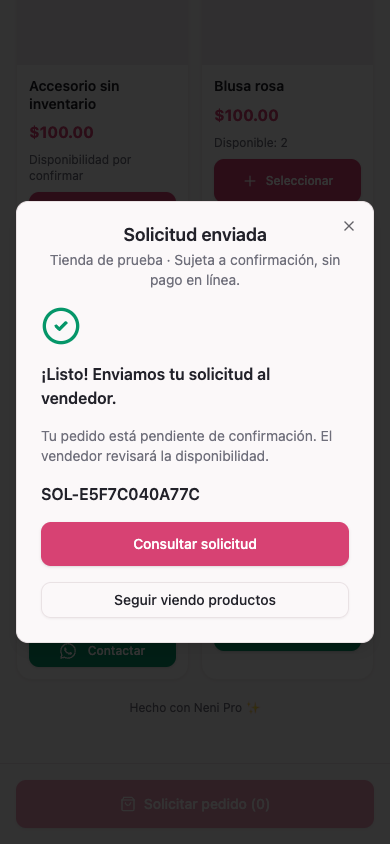 Accesorio sin
inventario
$100.00
Disponibilidad por
confirmar
Blusa rosa
$100.00
Disponible: 2
Seleccionar
Solicitud enviada
Tienda de prueba · Sujeta a confirmación, sin
pago en línea.
¡Listo! Enviamos tu solicitud al
vendedor.
Tu pedido está pendiente de confirmación. El
vendedor revisará la disponibilidad.
SOL-E5F7C040A77C
Consultar solicitud
Seguir viendo productos
Contactar
Hecho con Neni Pro ✨
Solicitar pedido (0)